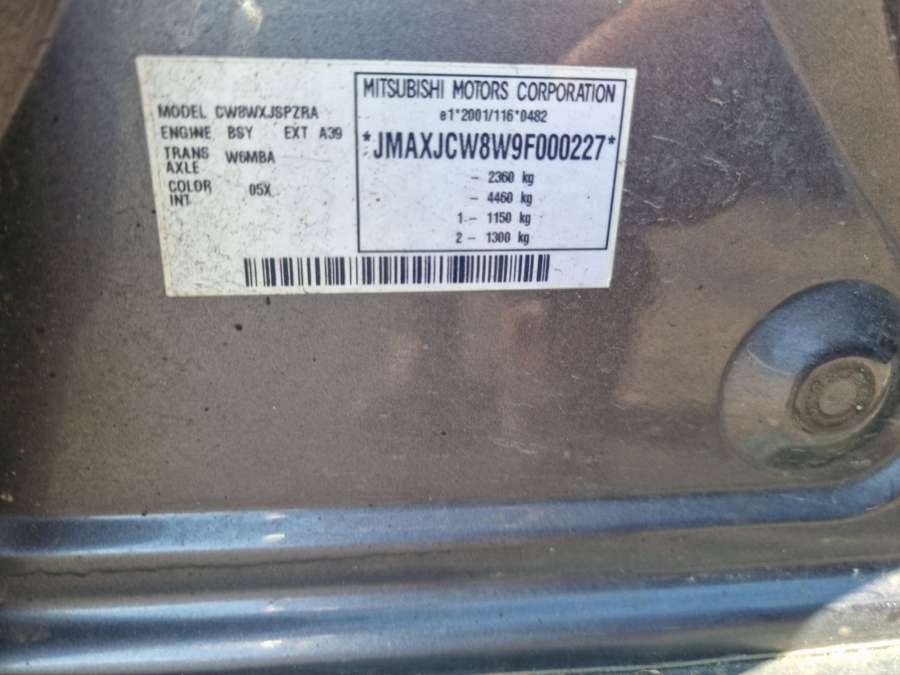 MODEL CW8WXJSPZRA
ENGINE BSY EXT A39
TRANS
AXLE W6MBA
COLOR
INT 05X
MITSUBISHI MOTORS CORPORATION
e1*2001/116*0482
*JMAXJCW8W9F000227*
- 2360 kg
- 4460 kg
1 - 1150 kg
2 - 1300 kg